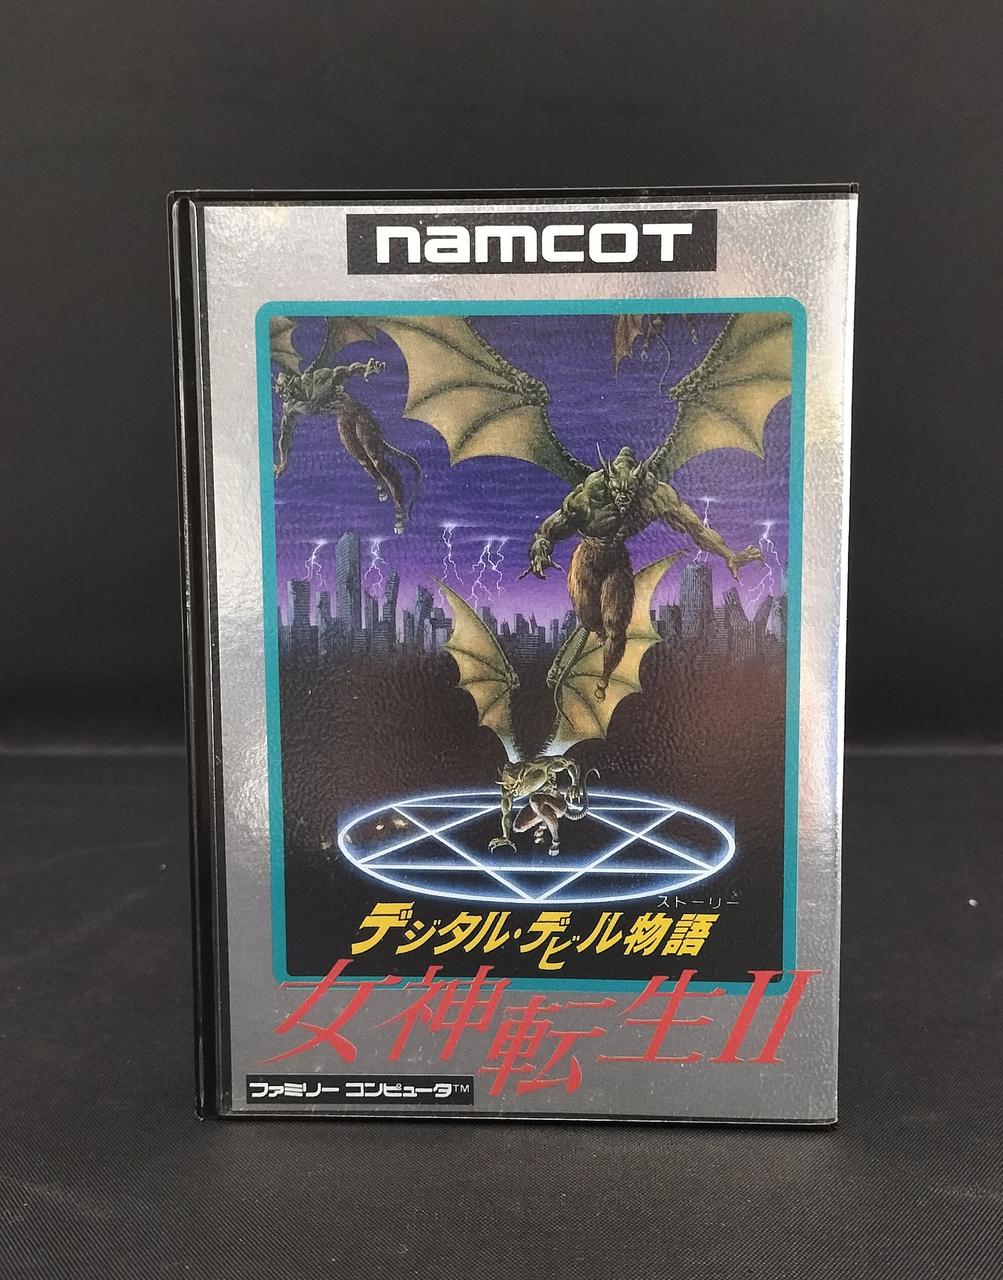 namcoT
ストーリー
デジタル・デビル物語
女神転生II
ファミリーコンピュータ™